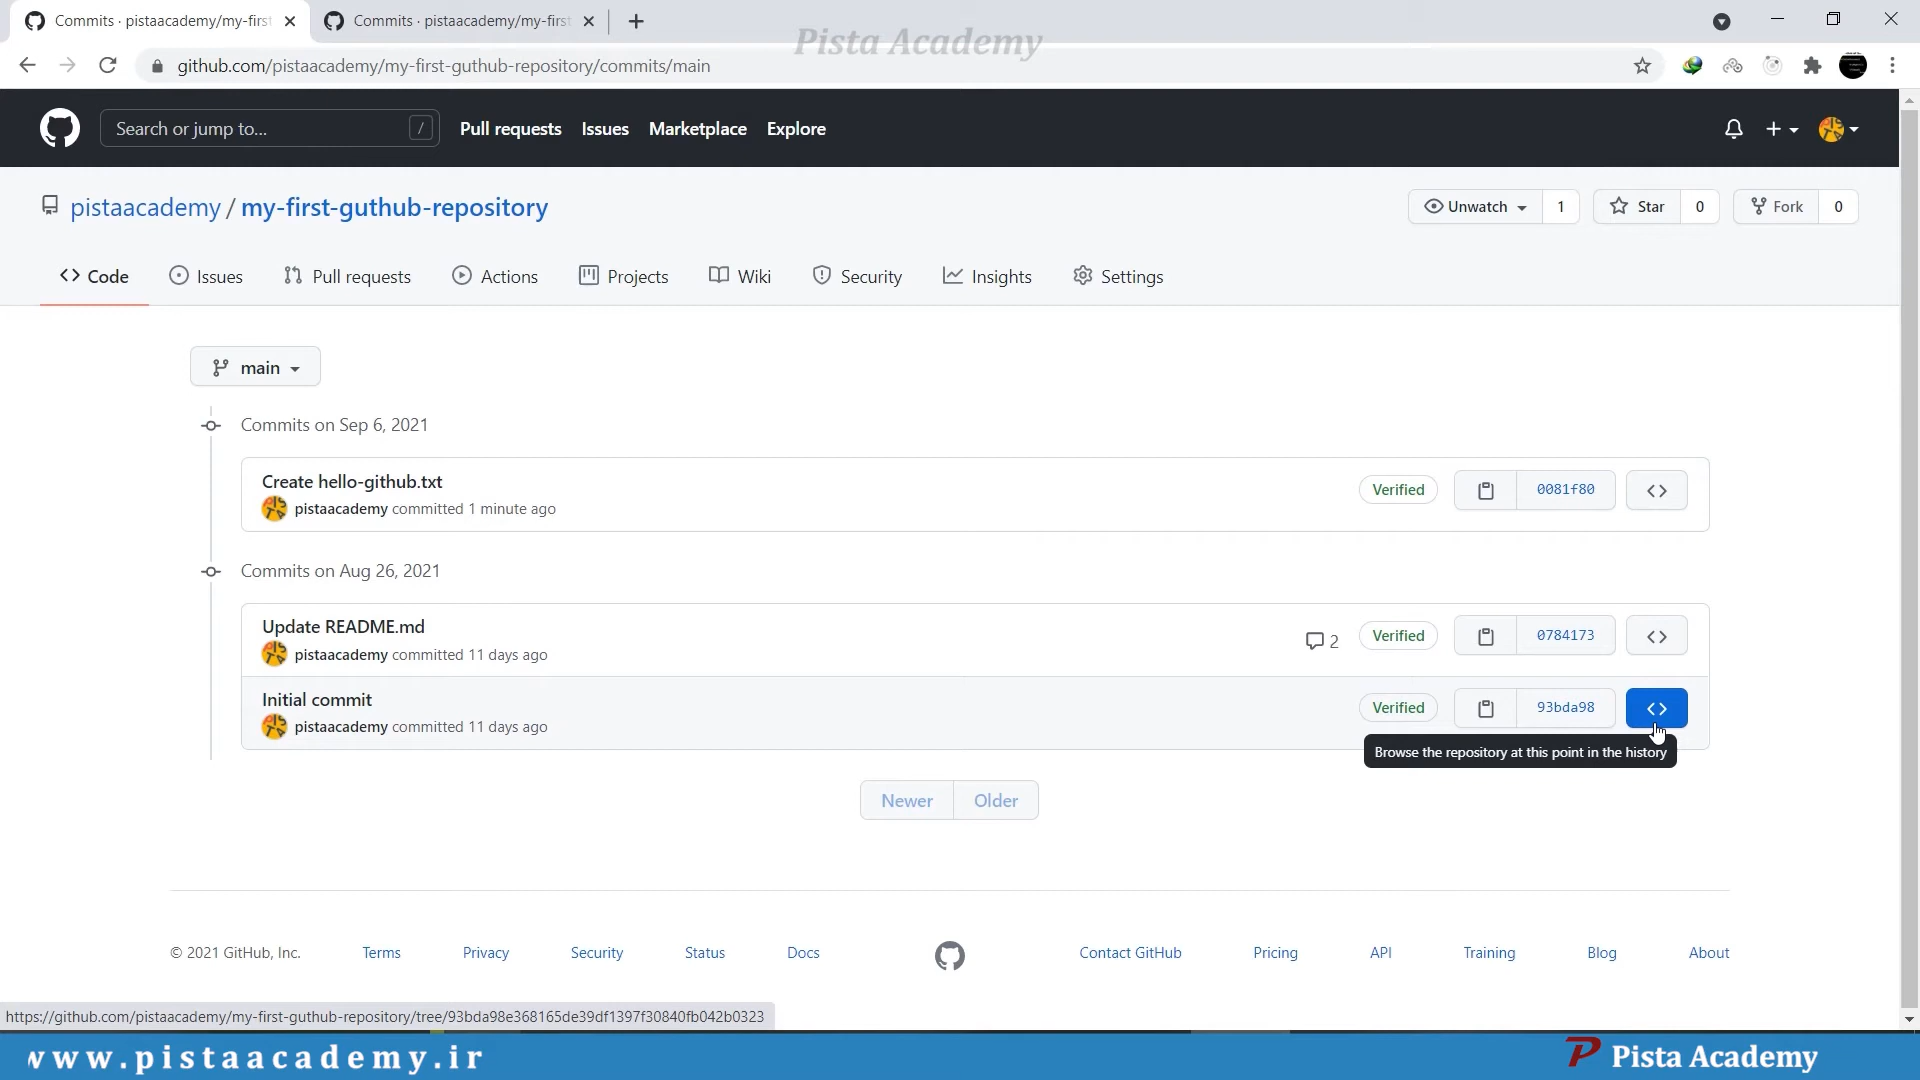 Commits · pistaacademy/my-first
Commits · pistaacademy/my-first
Pista Academy
github.com/pistaacademy/my-first-guthub-repository/commits/main
Search or jump to...
/
Pull requests
Issues
Marketplace
Explore
pistaacademy / my-first-guthub-repository
Unwatch
1
Star
0
Fork
0
Code
Issues
Pull requests
Actions
Projects
Wiki
Security
Insights
Settings
main
Commits on Sep 6, 2021
Create hello-github.txt
pistaacademy committed 1 minute ago
Verified
0081f80
Commits on Aug 26, 2021
Update README.md
pistaacademy committed 11 days ago
2
Verified
0784173
Initial commit
pistaacademy committed 11 days ago
Verified
93bda98
Browse the repository at this point in the history
Newer
Older
© 2021 GitHub, Inc.
Terms
Privacy
Security
Status
Docs
Contact GitHub
Pricing
API
Training
Blog
About
https://github.com/pistaacademy/my-first-guthub-repository/tree/93bda98e368165de39df1397f30840fb042b0323
www.pistaacademy.ir
Pista Academy